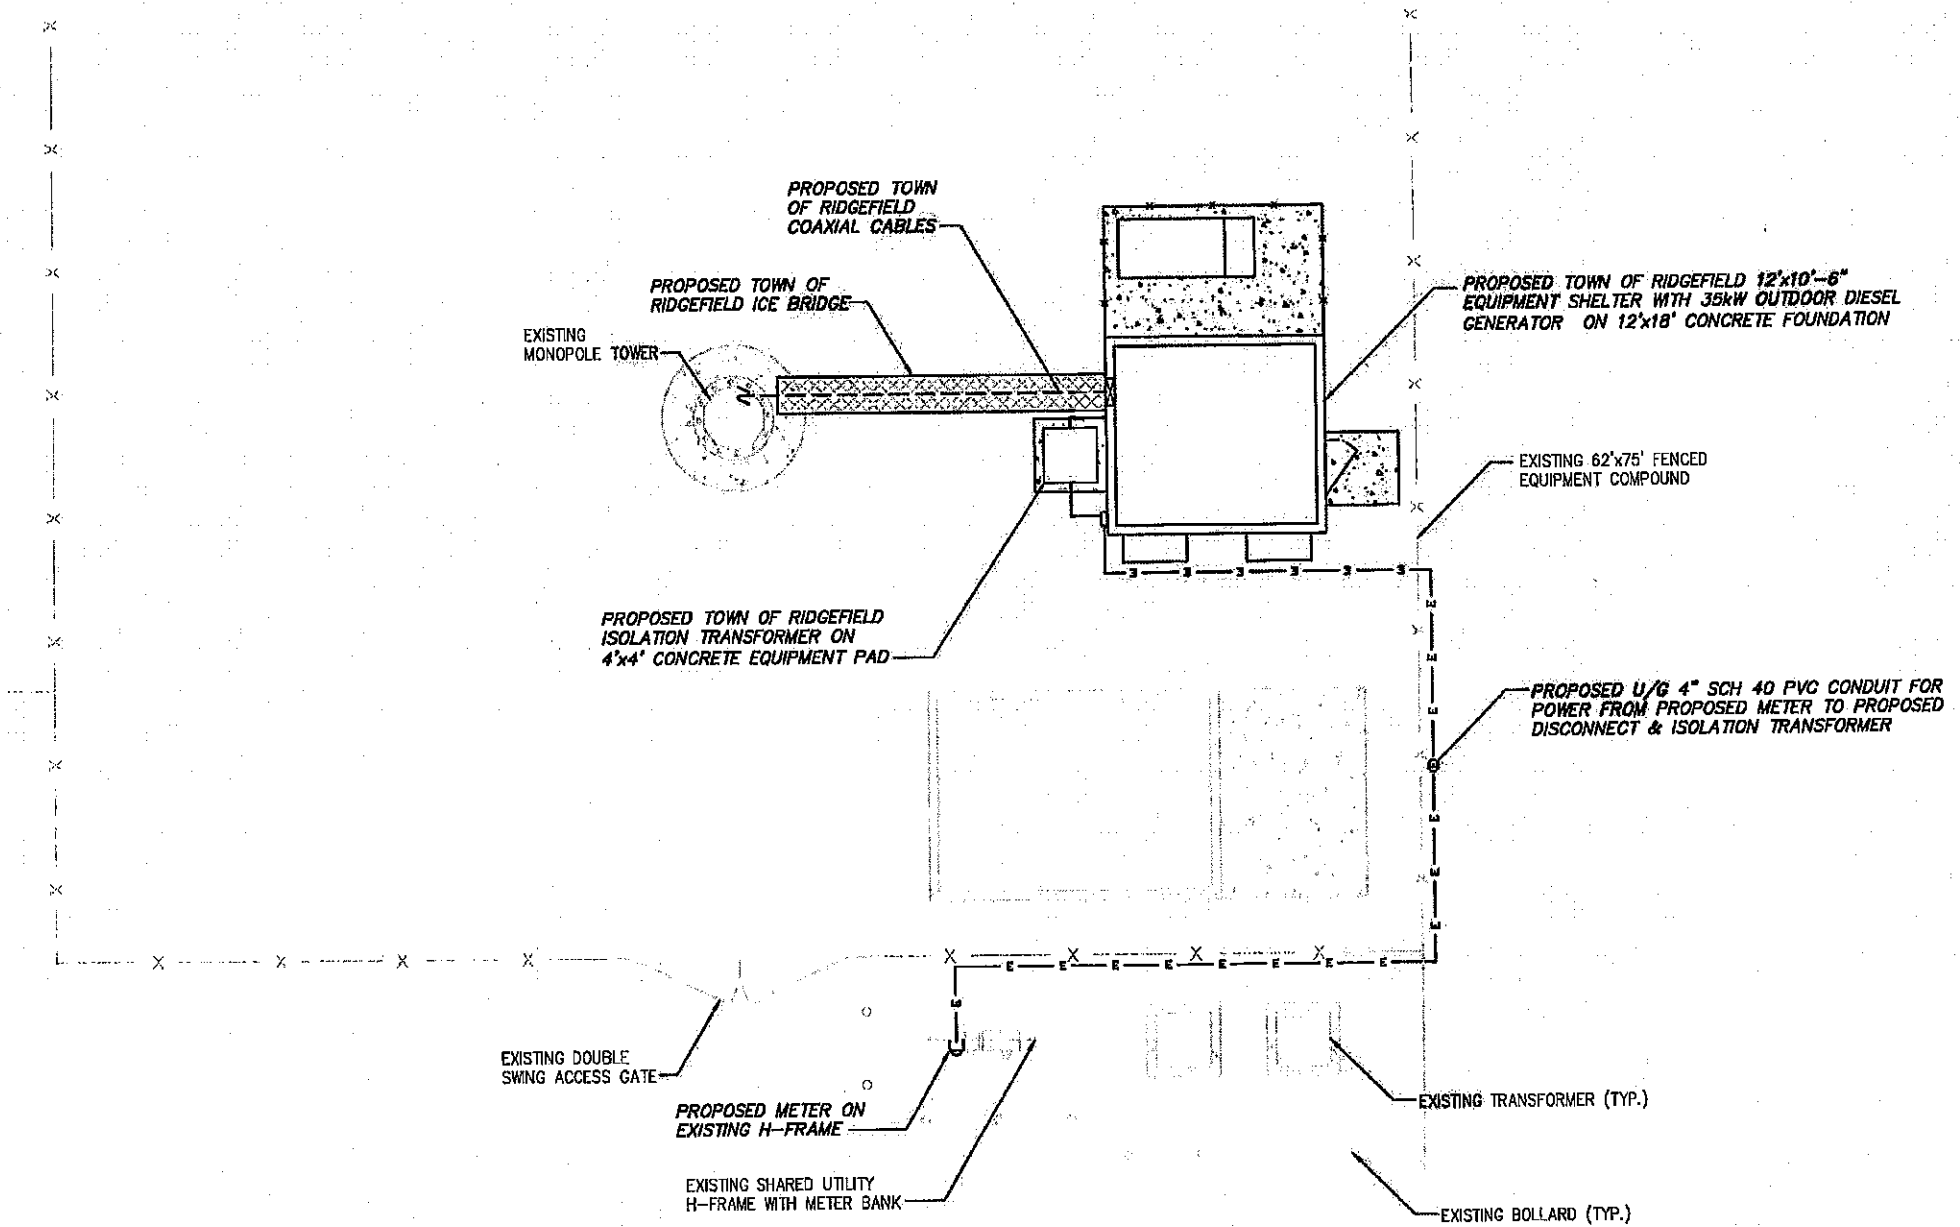 PROPOSED TOWN
OF RIDGEFIELD
COAXIAL CABLES
PROPOSED TOWN OF
RIDGEFIELD ICE BRIDGE
EXISTING
MONOPOLE TOWER
PROPOSED TOWN OF RIDGEFIELD 12'x10'-6"
EQUIPMENT SHELTER WITH 35kW OUTDOOR DIESEL
GENERATOR ON 12'x18' CONCRETE FOUNDATION
EXISTING 62'x75' FENCED
EQUIPMENT COMPOUND
PROPOSED TOWN OF RIDGEFIELD
ISOLATION TRANSFORMER ON
4'x4' CONCRETE EQUIPMENT PAD
PROPOSED U/G 4" SCH 40 PVC CONDUIT FOR
POWER FROM PROPOSED METER TO PROPOSED
DISCONNECT & ISOLATION TRANSFORMER
EXISTING DOUBLE
SWING ACCESS GATE
PROPOSED METER ON
EXISTING H-FRAME
EXISTING TRANSFORMER (TYP.)
EXISTING SHARED UTILITY
H-FRAME WITH METER BANK
EXISTING BOLLARD (TYP.)